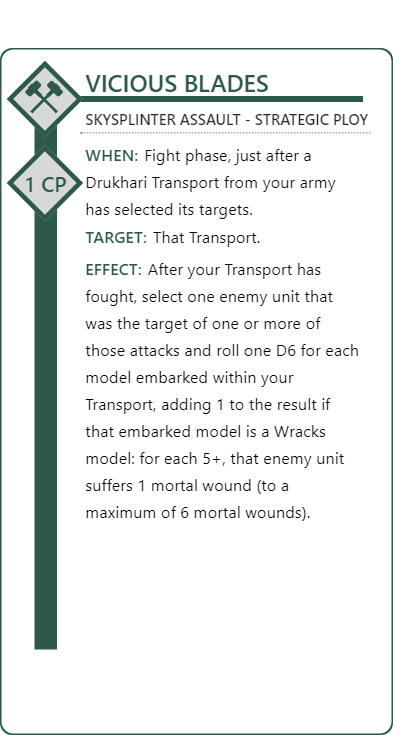 VICIOUS BLADES
SKYSPLINTER ASSAULT - STRATEGIC PLOY
1 CP
WHEN: Fight phase, just after a
Drukhari Transport from your army
has selected its targets.
TARGET: That Transport.
EFFECT: After your Transport has
fought, select one enemy unit that
was the target of one or more of
those attacks and roll one D6 for each
model embarked within your
Transport, adding 1 to the result if
that embarked model is a Wracks
model: for each 5+, that enemy unit
suffers 1 mortal wound (to a
maximum of 6 mortal wounds).